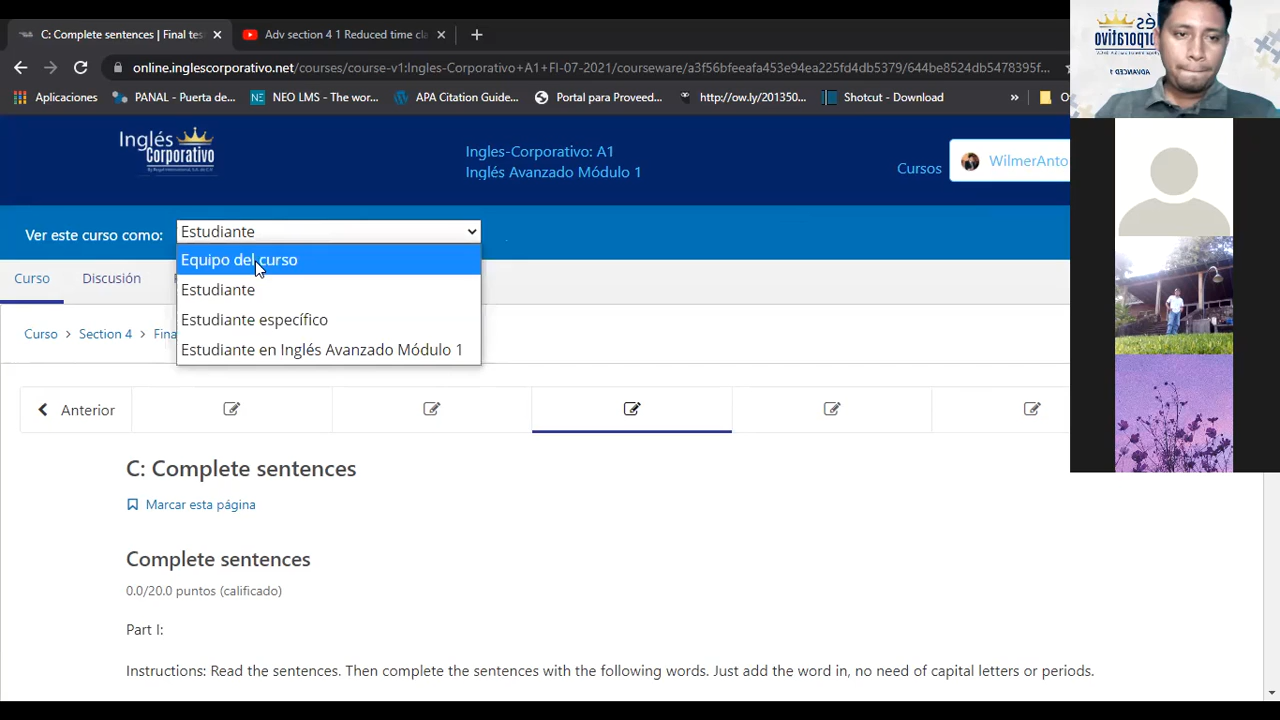 C: Complete sentences | Final tes
Adv section 4 1 Reduced time cla
online.inglescorporativo.net/courses/course-v1:Ingles-Corporativo+A1+FI-07-2021/courseware/e5e56bfeeafa453e94ea225fd4db5379/644be8524db5478395f...
Aplicaciones
PANAL - Puerta de...
NEO LMS - The wor...
APA Citation Guide...
Portal para Proveed...
http://ow.ly/201350...
Shotcut - Download
»
Inglés
Corporativo
Ingles-Corporativo: A1
Inglés Avanzado Módulo 1
Cursos
WilmerAnto
Ver este curso como:
Estudiante
Equipo del curso
Estudiante
Estudiante específico
Estudiante en Inglés Avanzado Módulo 1
Curso
Discusión
Curso > Section 4 > Fina
Anterior
C: Complete sentences
Marcar esta página
Complete sentences
0.0/20.0 puntos (calificado)
Part I:
Instructions: Read the sentences. Then complete the sentences with the following words. Just add the word in, no need of capital letters or periods.
ADVANCED 1